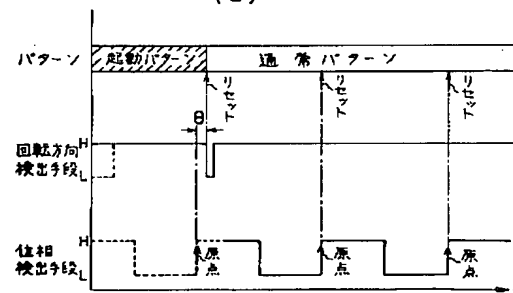 パターン 起動パターン 通常パターン
リセット リセット リセット
θ
回転方向検出手段 H L
位相検出手段 H L
原点 原点 原点